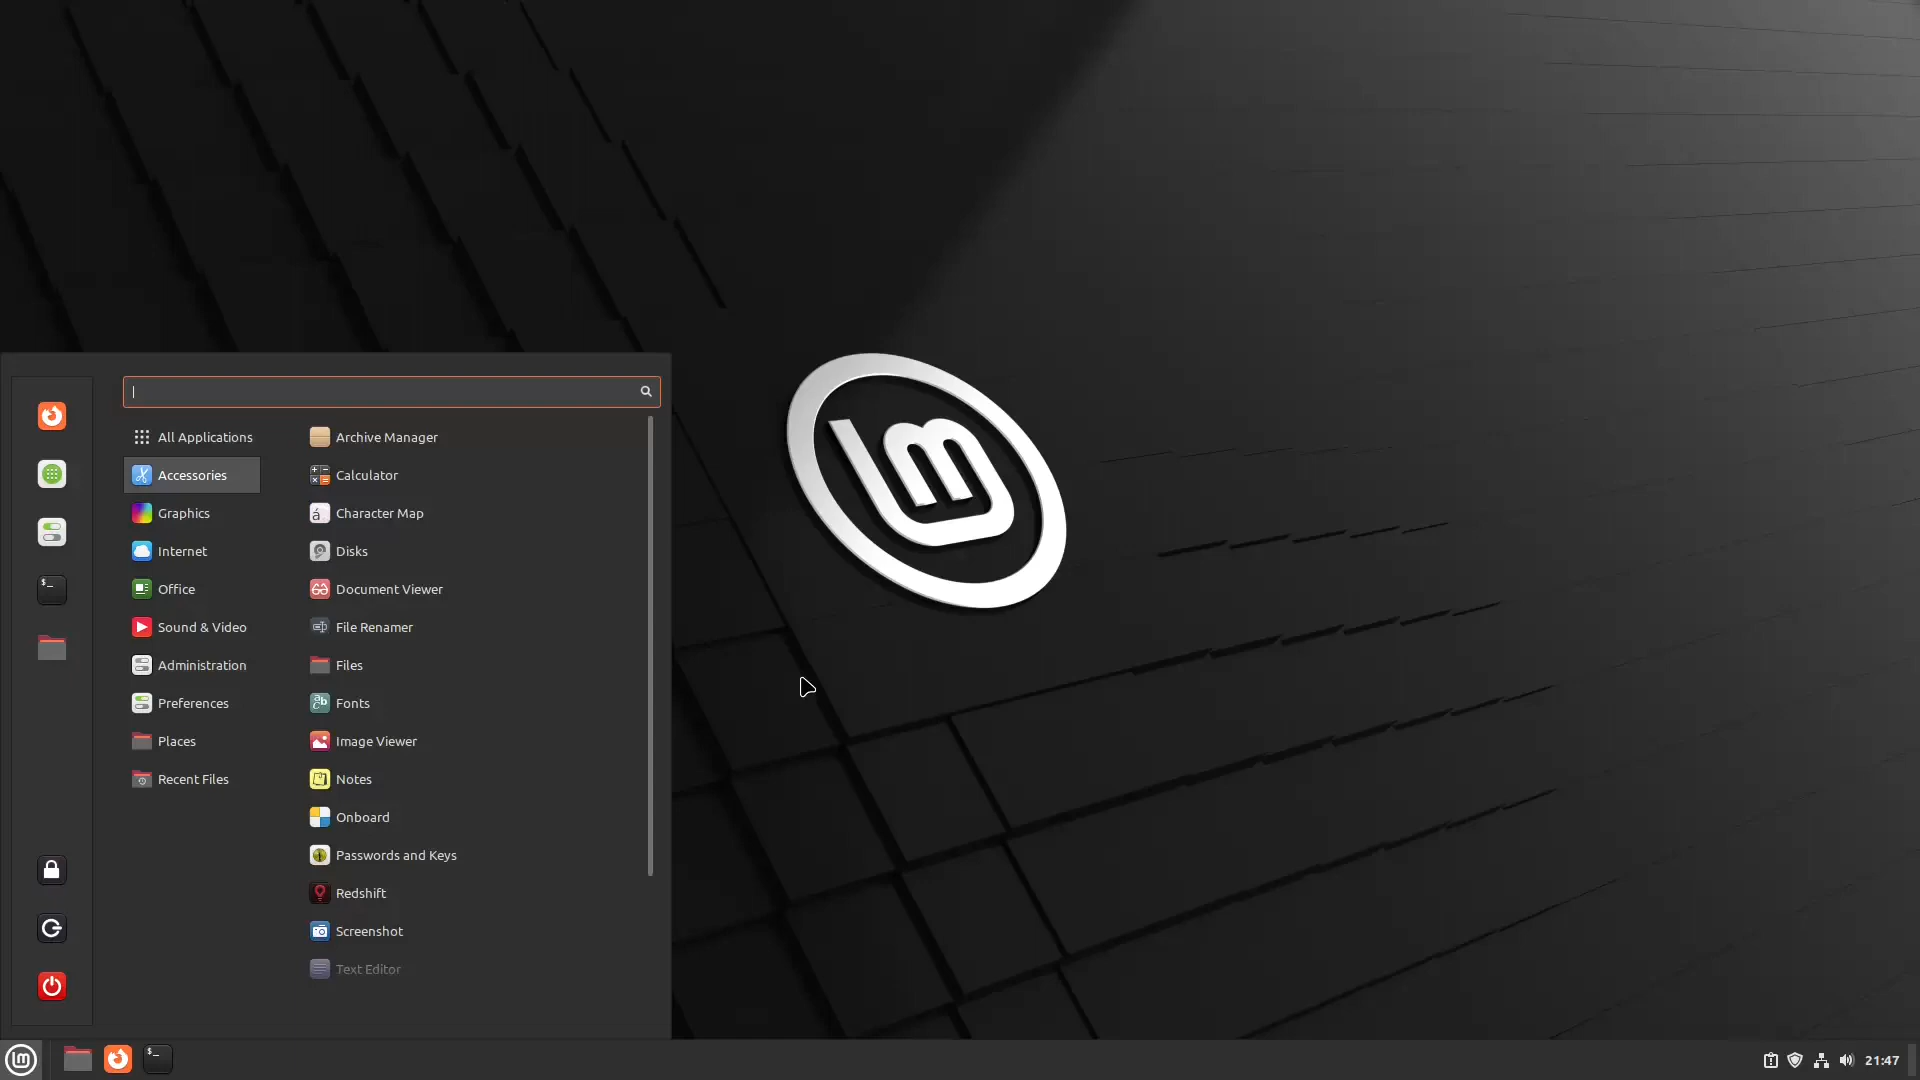 lm
All Applications
Accessories
Graphics
Internet
Office
Sound & Video
Administration
Preferences
Places
Recent Files
Archive Manager
Calculator
Character Map
Disks
Document Viewer
File Renamer
Files
Fonts
Image Viewer
Notes
Onboard
Passwords and Keys
Redshift
Screenshot
Text Editor
21:47